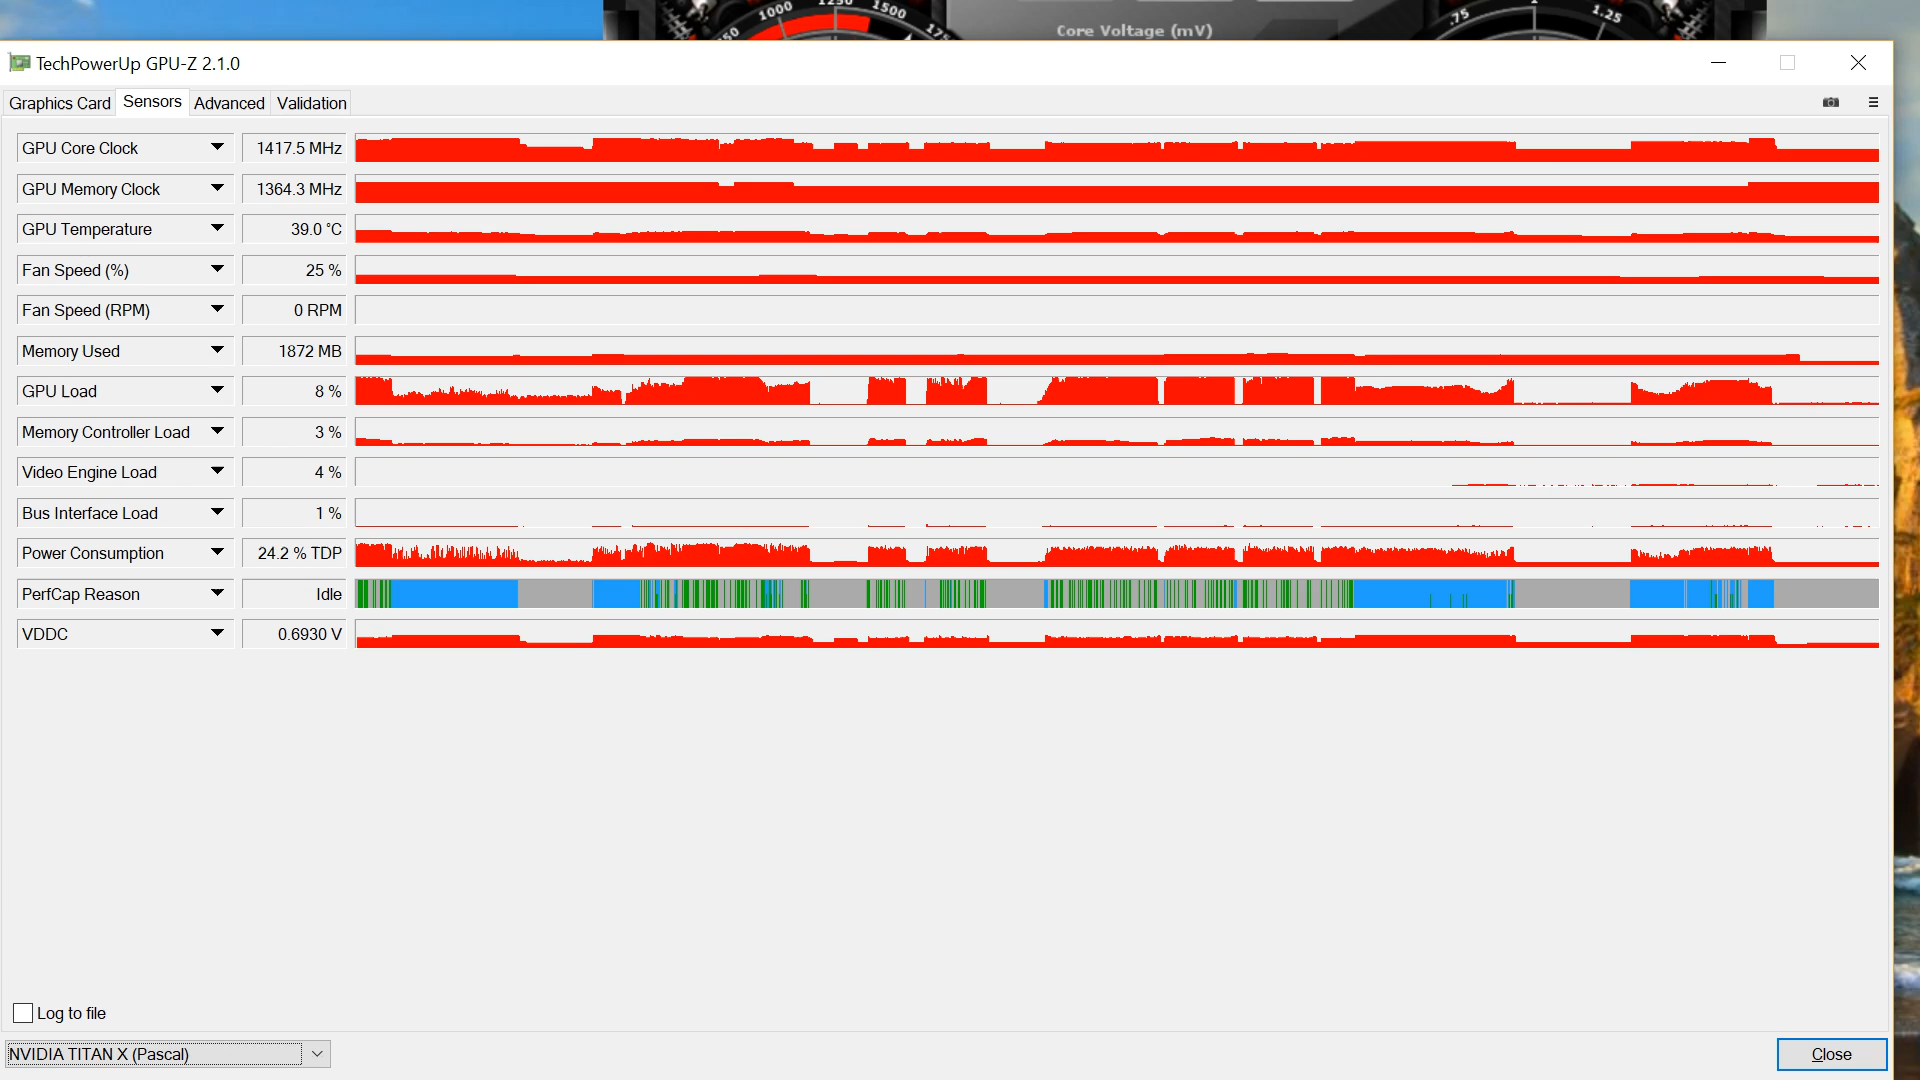 1000 1250 1500
.75 1 1.25
Core Voltage (mV)
TechPowerUp GPU-Z 2.1.0
Graphics Card Sensors Advanced Validation
GPU Core Clock 1417.5 MHz
GPU Memory Clock 1364.3 MHz
GPU Temperature 39.0 °C
Fan Speed (%) 25 %
Fan Speed (RPM) 0 RPM
Memory Used 1872 MB
GPU Load 8 %
Memory Controller Load 3 %
Video Engine Load 4 %
Bus Interface Load 1 %
Power Consumption 24.2 % TDP
PerfCap Reason Idle
VDDC 0.6930 V
Log to file
NVIDIA TITAN X (Pascal)
Close